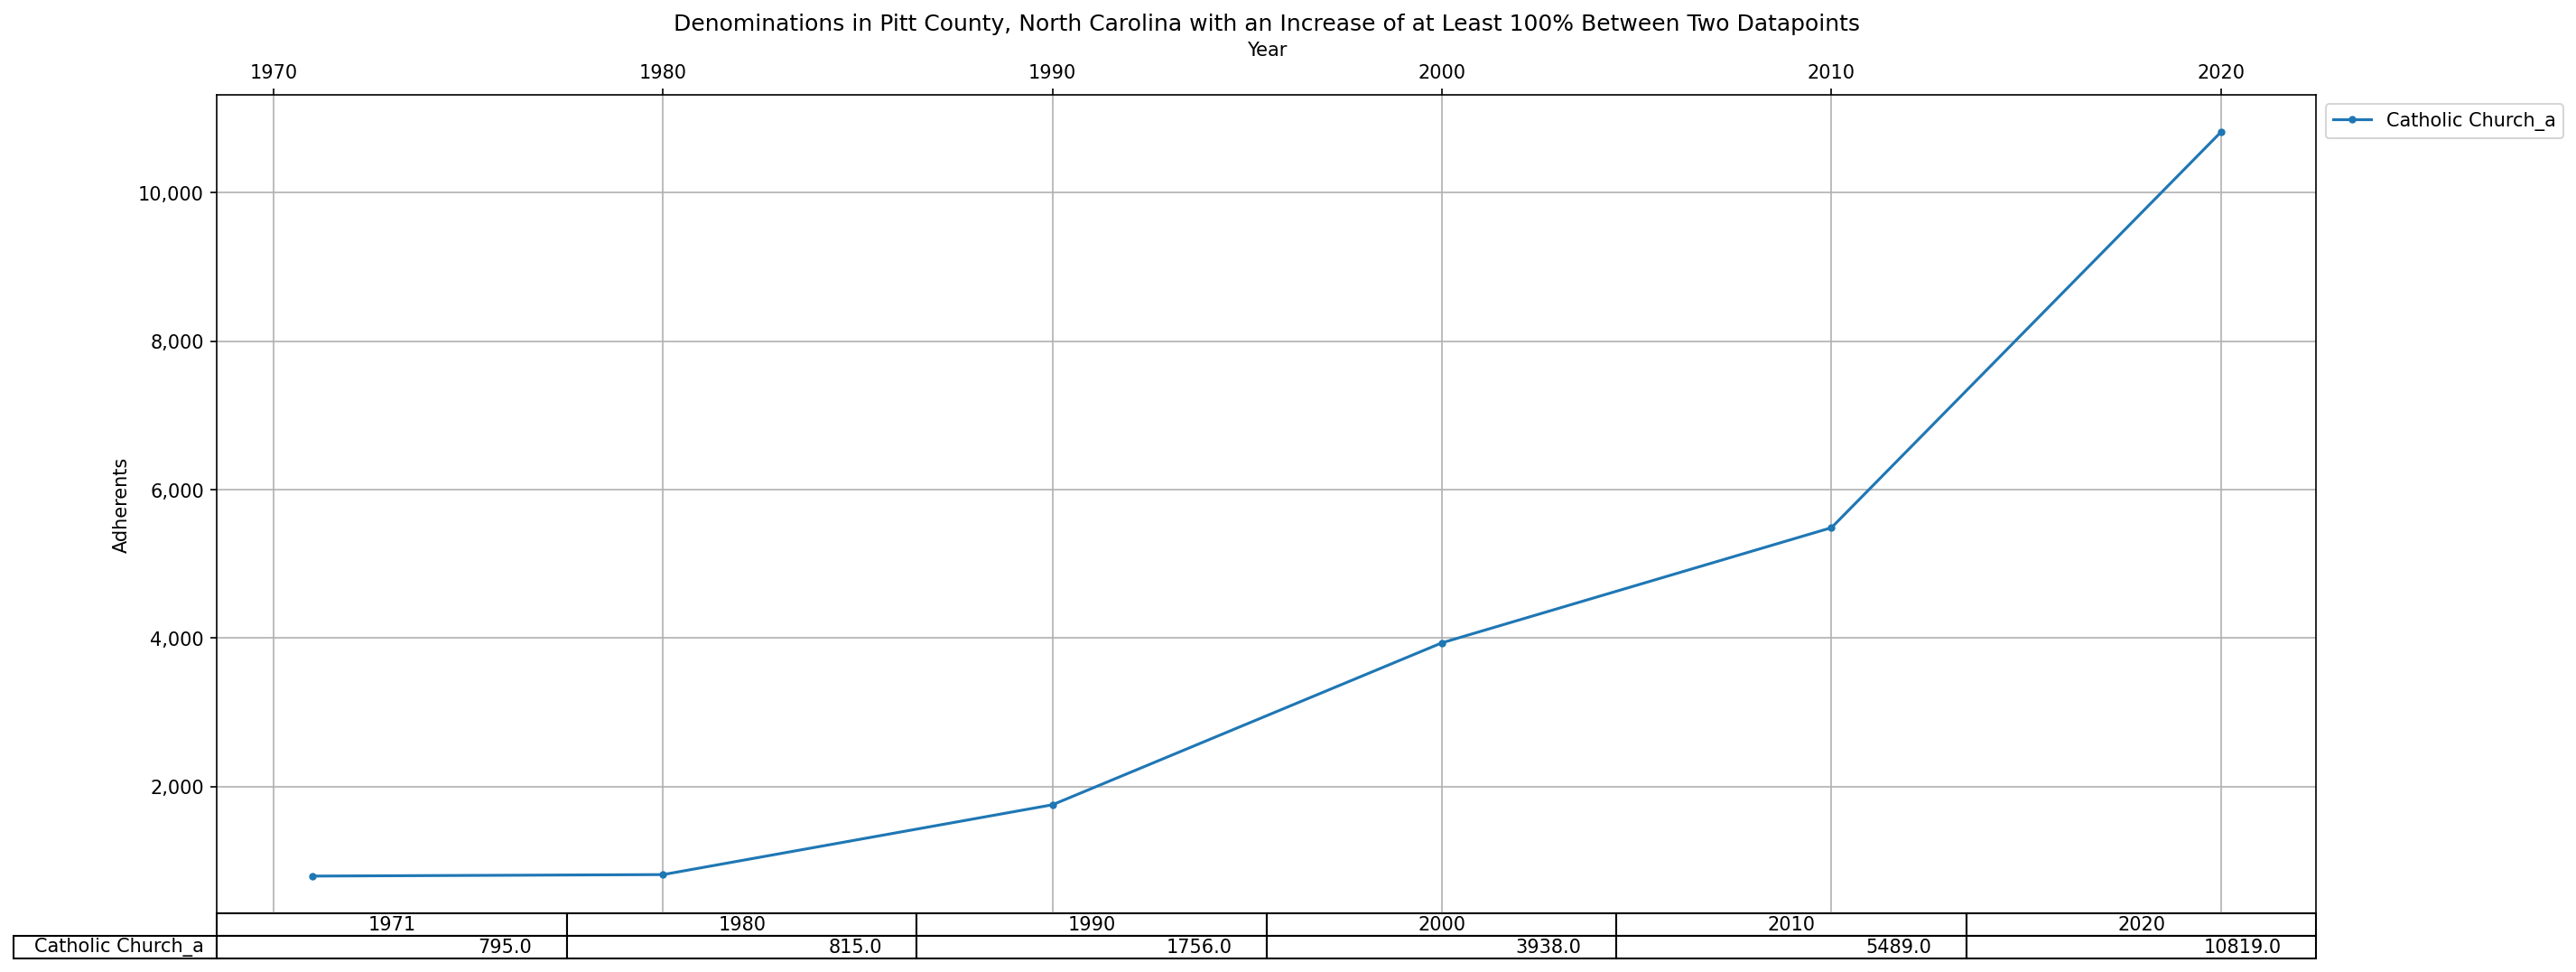 Denominations in Pitt County, North Carolina with an Increase of at Least 100% Between Two Datapoints
Year
1970 1980 1990 2000 2010 2020
Catholic Church_a
10,000
8,000
6,000
4,000
2,000
Adherents
1971 1980 1990 2000 2010 2020
Catholic Church_a 795.0 815.0 1756.0 3938.0 5489.0 10819.0